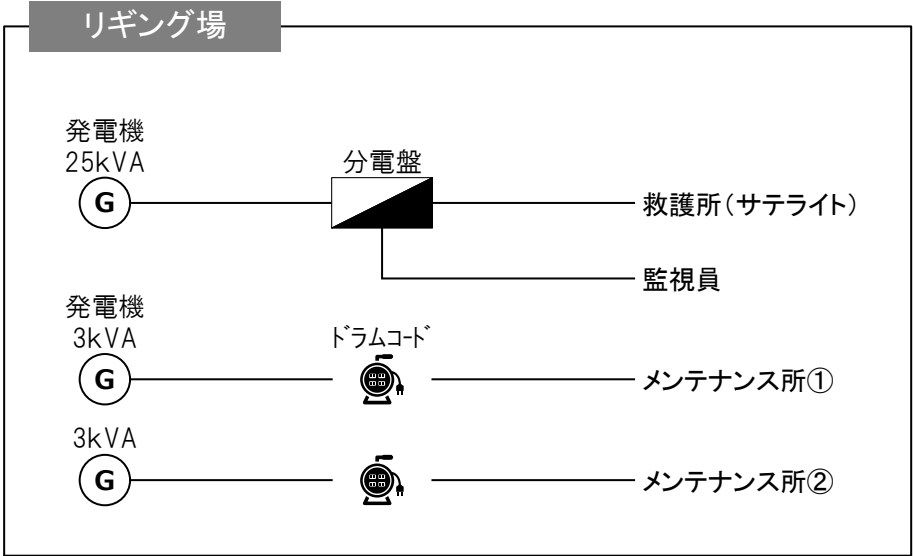 リギング場
発電機
25kVA
分電盤
G
救護所（サテライト）
監視員
発電機
3kVA
ﾄﾞﾗﾑｺｰﾄﾞ
G
メンテナンス所①
3kVA
G
メンテナンス所②